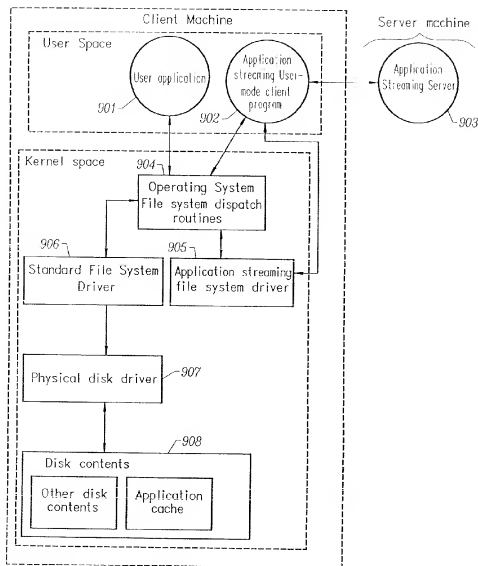 Client Machine
Server machine
User Space
User application
901
Application
streaming User-
mode client
program
902
Application
Streaming Server
903
Kernel space
904
Operating System
File system dispatch
routines
906
Standard File System
Driver
905
Application streaming
file system driver
Physical disk driver
907
908
Disk contents
Other disk
contents
Application
cache